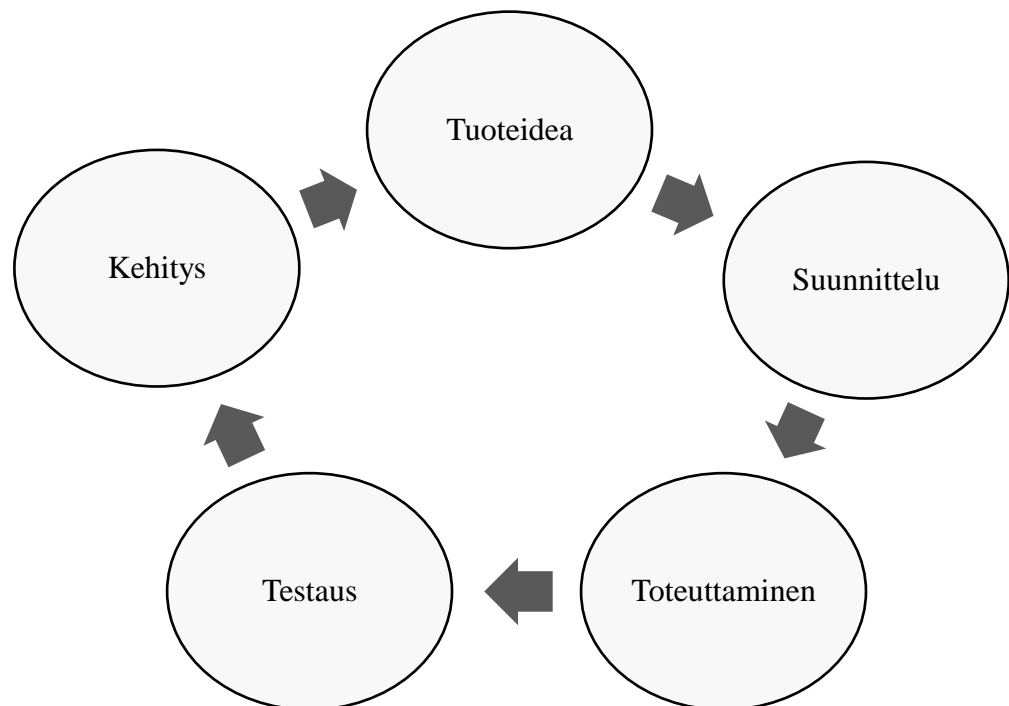 Tuoteidea
Suunnittelu
Toteuttaminen
Testaus
Kehitys